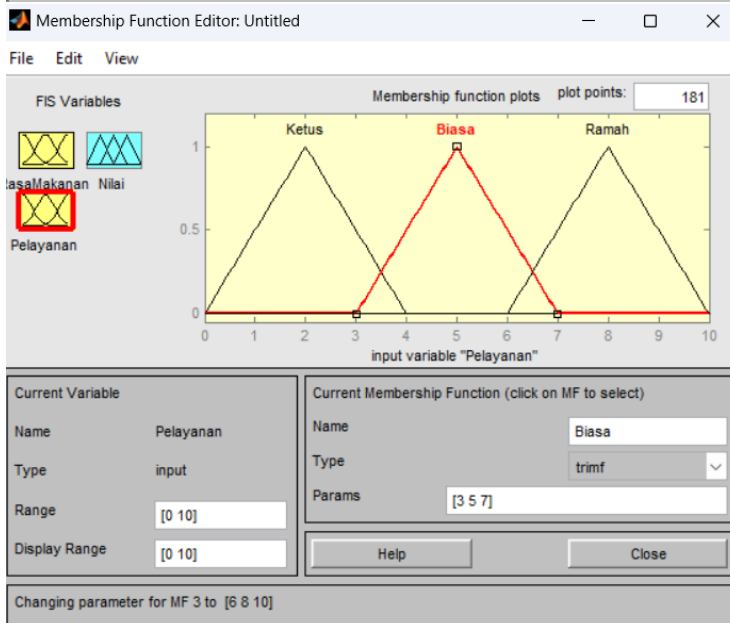 Membership Function Editor: Untitled
File Edit View
FIS Variables
Membership function plots plot points: 181
Ketus Biasa Ramah
1
0.5
0
RasaMakanan Nilai
Pelayanan
0 1 2 3 4 5 6 7 8 9 10
input variable "Pelayanan"
Current Variable
Name Pelayanan
Type input
Range [0 10]
Display Range [0 10]
Current Membership Function (click on MF to select)
Name Biasa
Type trimf
Params [3 5 7]
Help Close
Changing parameter for MF 3 to [6 8 10]